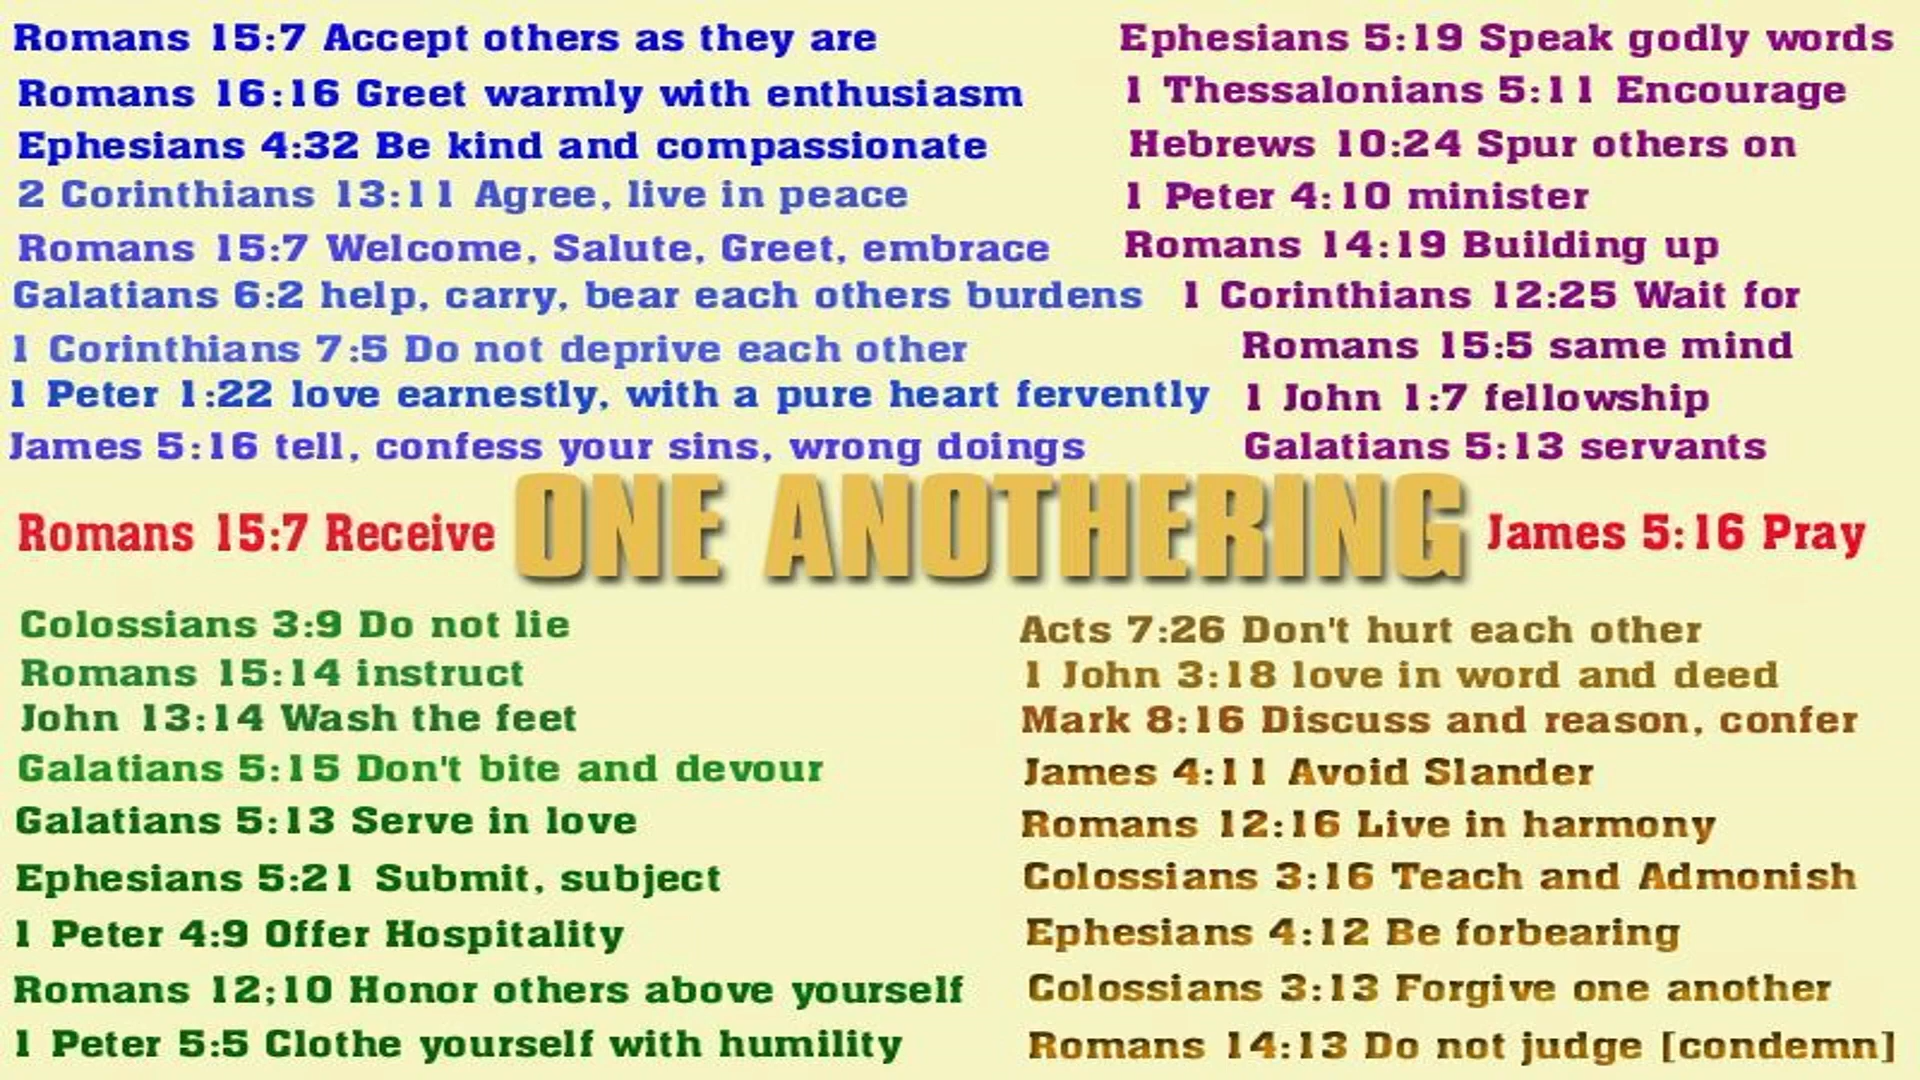 Romans 15:7 Accept others as they are
Romans 16:16 Greet warmly with enthusiasm
Ephesians 4:32 Be kind and compassionate
2 Corinthians 13:11 Agree, live in peace
Romans 15:7 Welcome, Salute, Greet, embrace
Galatians 6:2 help, carry, bear each others burdens
1 Corinthians 7:5 Do not deprive each other
1 Peter 1:22 love earnestly, with a pure heart fervently
James 5:16 tell, confess your sins, wrong doings
Ephesians 5:19 Speak godly words
1 Thessalonians 5:11 Encourage
Hebrews 10:24 Spur others on
1 Peter 4:10 minister
Romans 14:19 Building up
1 Corinthians 12:25 Wait for
Romans 15:5 same mind
1 John 1:7 fellowship
Galatians 5:13 servants
Romans 15:7 Receive
ONE ANOTHERING
James 5:16 Pray
Colossians 3:9 Do not lie
Romans 15:14 instruct
John 13:14 Wash the feet
Galatians 5:15 Don't bite and devour
Galatians 5:13 Serve in love
Ephesians 5:21 Submit, subject
1 Peter 4:9 Offer Hospitality
Romans 12;10 Honor others above yourself
1 Peter 5:5 Clothe yourself with humility
Acts 7:26 Don't hurt each other
1 John 3:18 love in word and deed
Mark 8:16 Discuss and reason, confer
James 4:11 Avoid Slander
Romans 12:16 Live in harmony
Colossians 3:16 Teach and Admonish
Ephesians 4:12 Be forbearing
Colossians 3:13 Forgive one another
Romans 14:13 Do not judge [condemn]